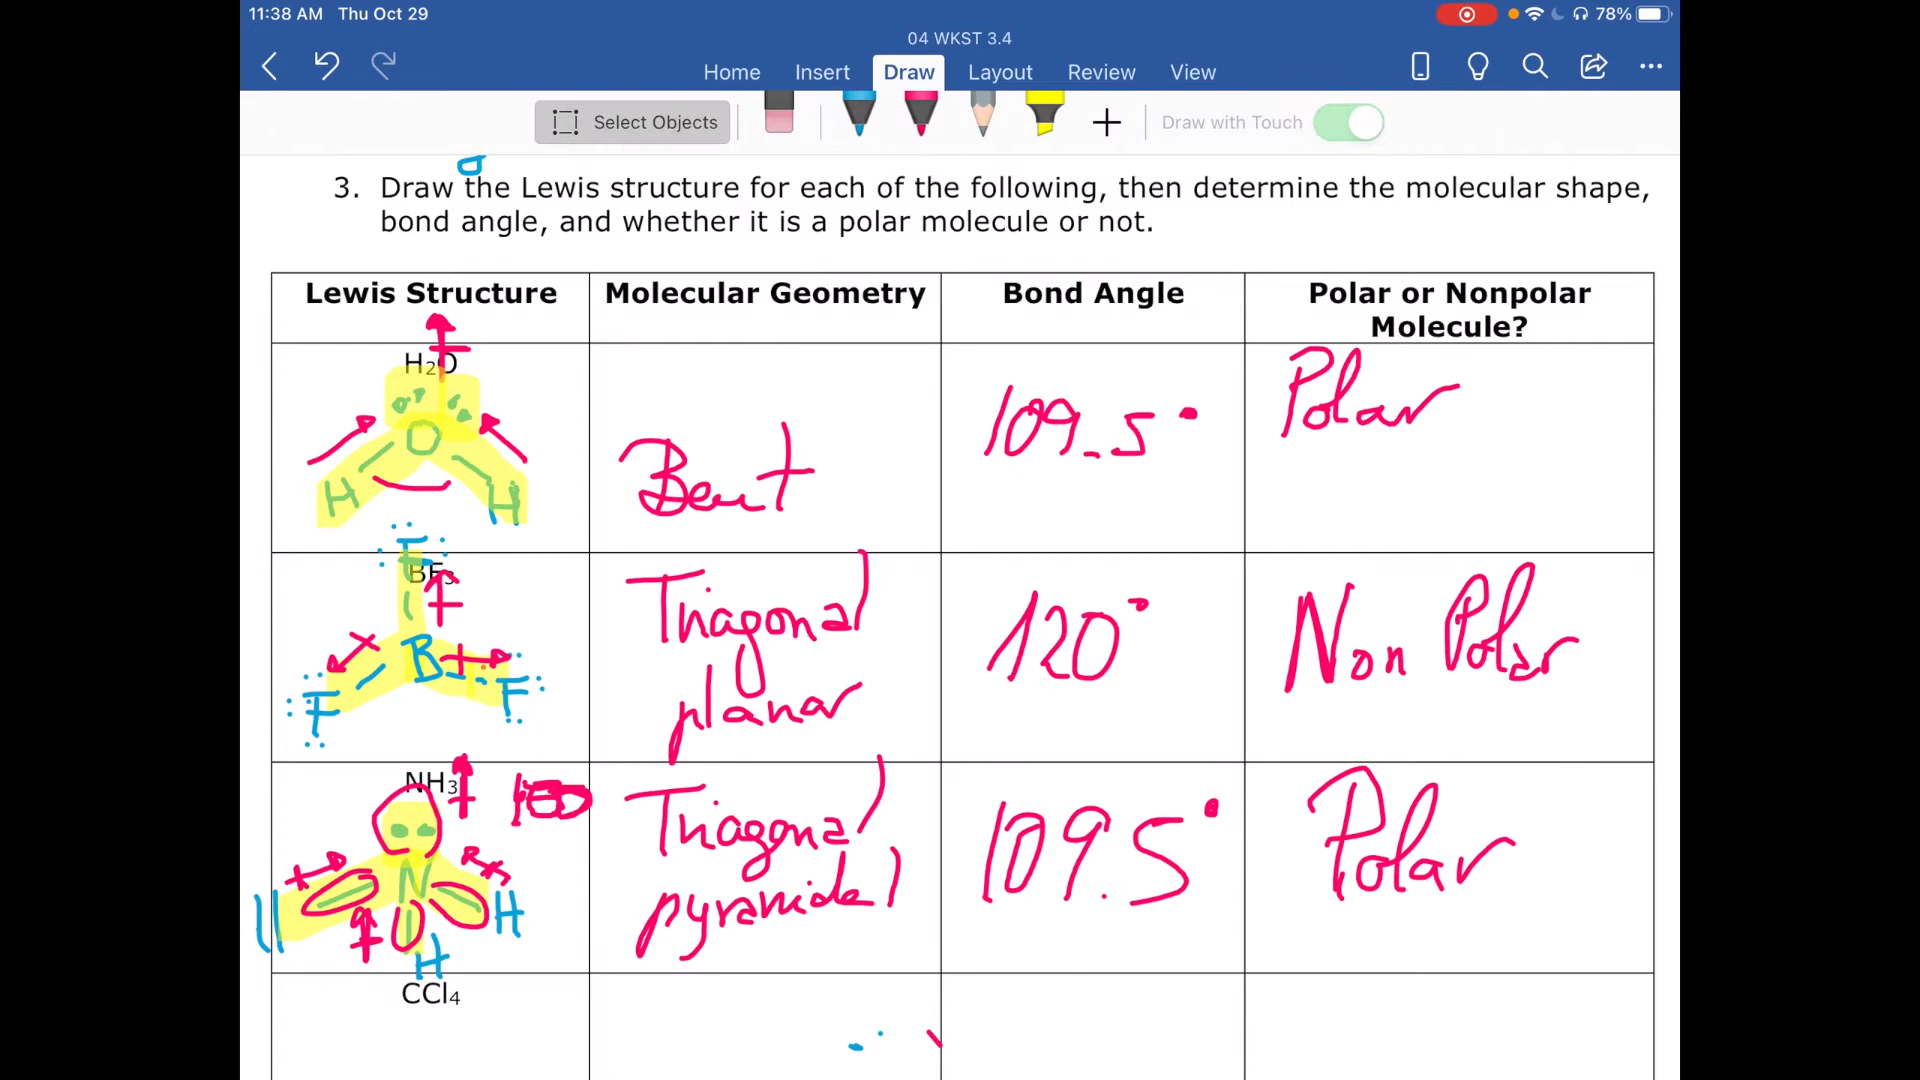 11:38 AM Thu Oct 29
78%
04 WKST 3.4
Home Insert Draw Layout Review View
Select Objects
Draw with Touch
3. Draw the Lewis structure for each of the following, then determine the molecular shape,
bond angle, and whether it is a polar molecule or not.
Lewis Structure Molecular Geometry Bond Angle Polar or Nonpolar
Molecule?
H₂O
O
H H
Bent
109.5°
Polar
BF₃
F
B
F F
Triagonal
planar
120°
Non Polar
NH₃
N
H H
H
Triagonal
pyramidal
109.5°
Polar
CCl₄